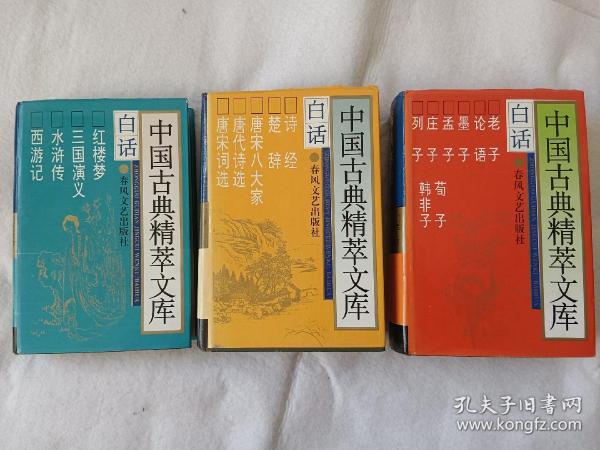 中国古典精萃文库
白话
春风文艺出版社
红楼梦
三国演义
水浒传
西游记
中国古典精萃文库
白话
春风文艺出版社
诗经
楚辞
唐宋八大家
唐代诗选
唐宋词选
中国古典精萃文库
白话
春风文艺出版社
老子
论语
墨子 荀子
孟子
庄子 韩非子
列子
孔夫子旧书网
www.kongfz.com